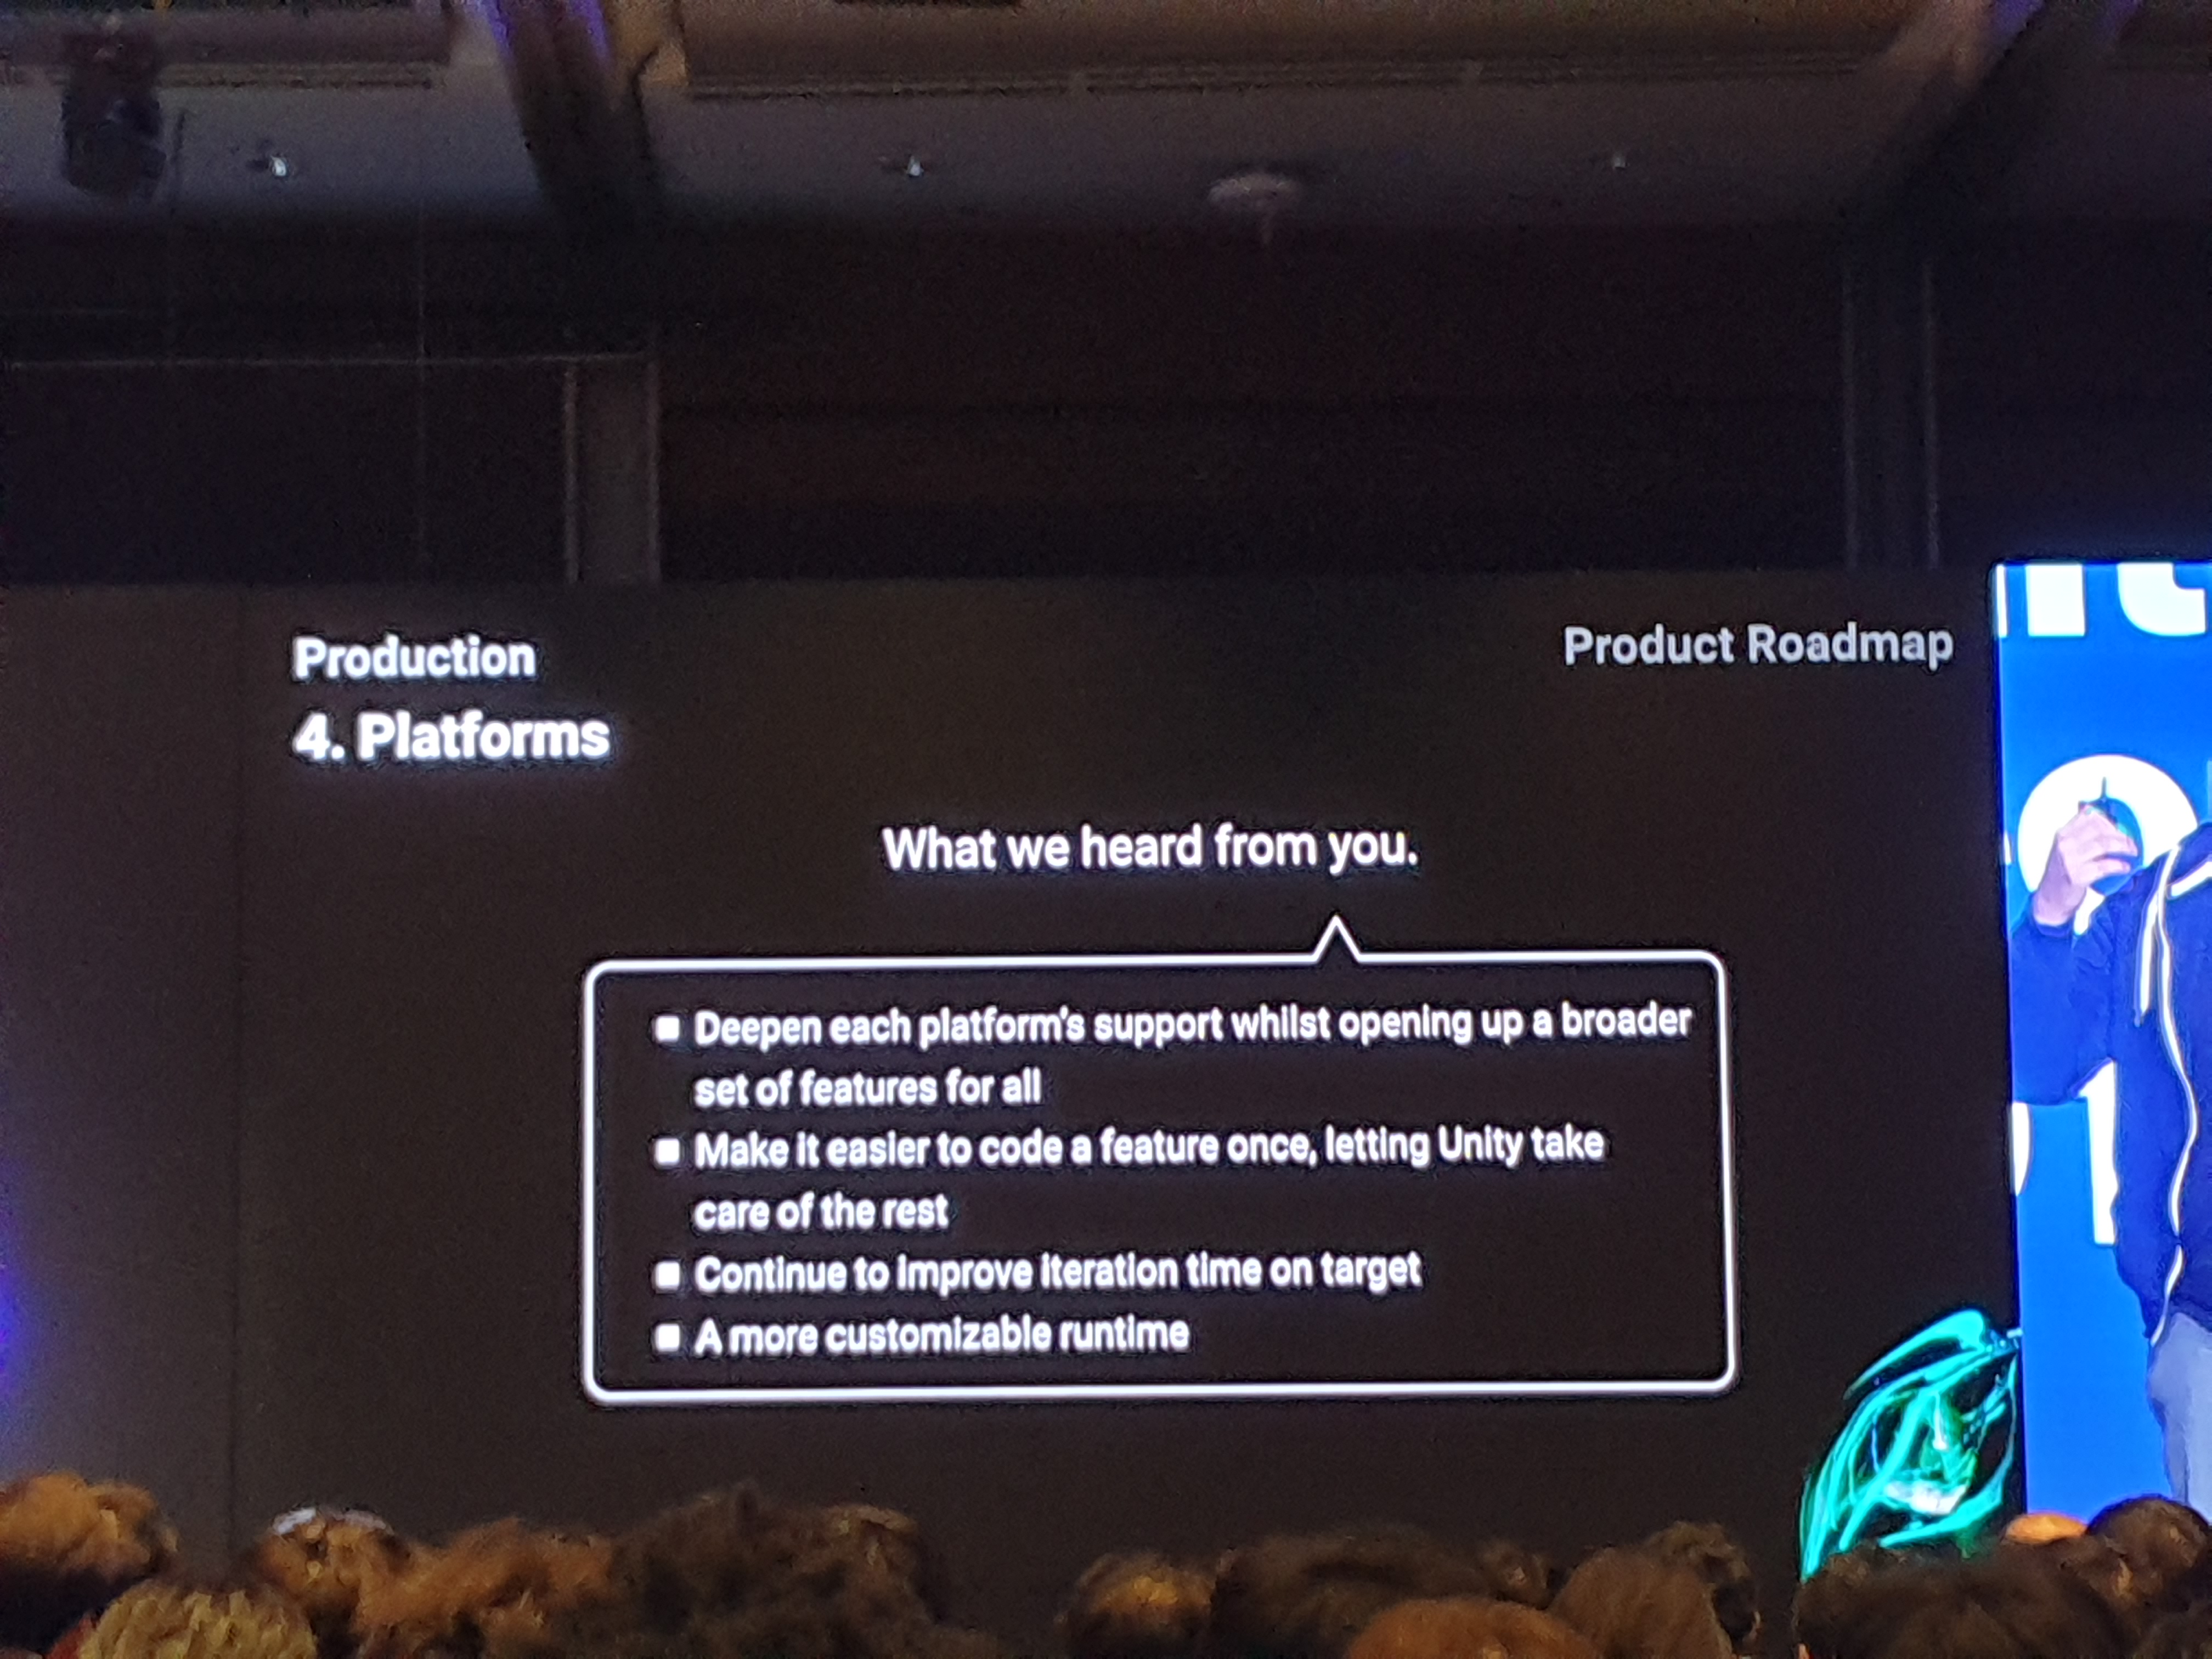 Production
Product Roadmap
4. Platforms
What we heard from you.
■ Deepen each platform's support whilst opening up a broader
set of features for all
■ Make it easier to code a feature once, letting Unity take
care of the rest
■ Continue to improve iteration time on target
■ A more customizable runtime